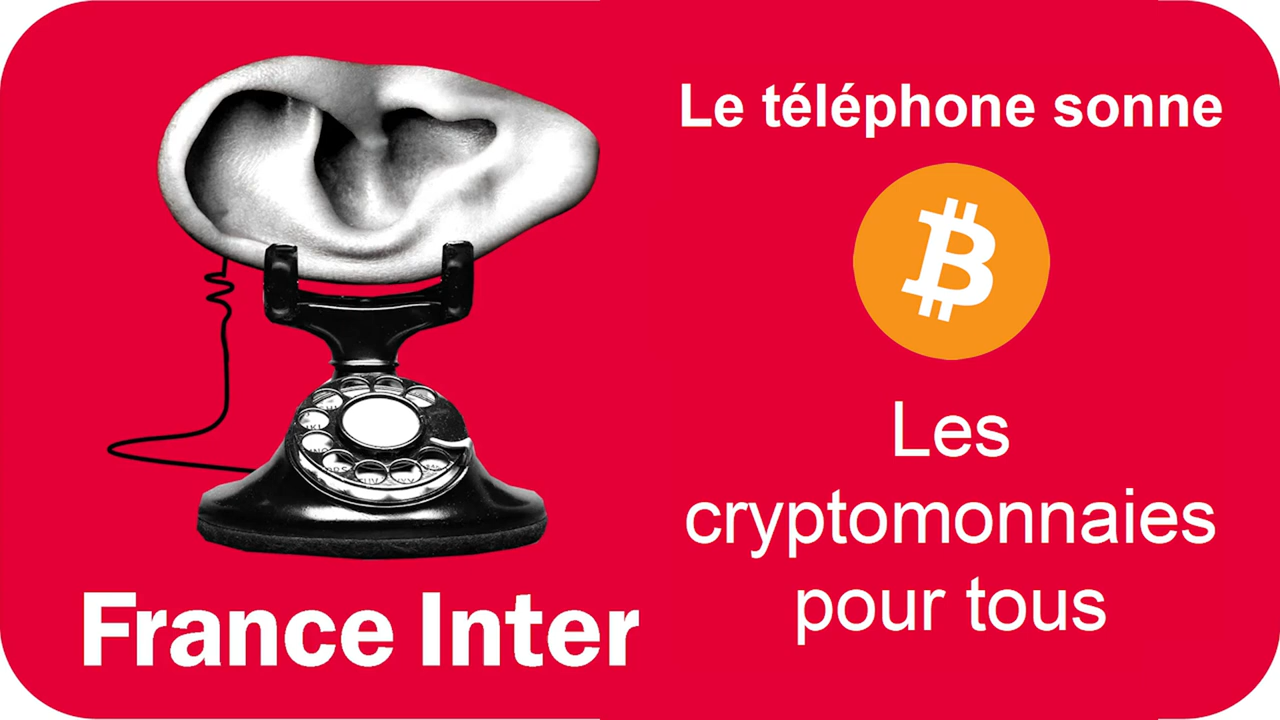 Le téléphone sonne
Les
cryptomonnaies
pour tous
France Inter